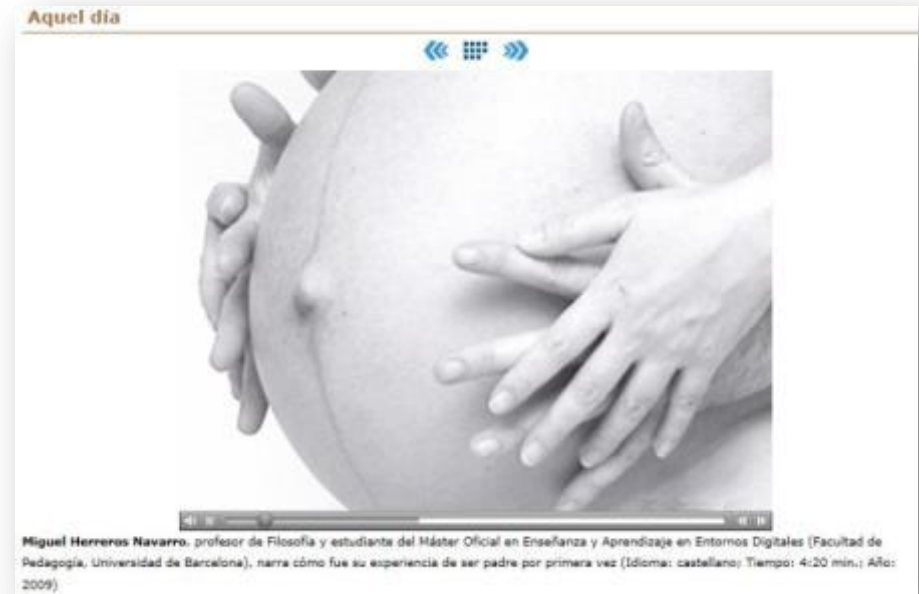 Aquel día
Miguel Herreros Navarro, profesor de Filosofía y estudiante del Máster Oficial en Enseñanza y Aprendizaje en Entornos Digitales (Facultad de
Pedagogía, Universidad de Barcelona), narra cómo fue su experiencia de ser padre por primera vez (Idioma: castellano; Tiempo: 4:20 min.; Año:
2009)